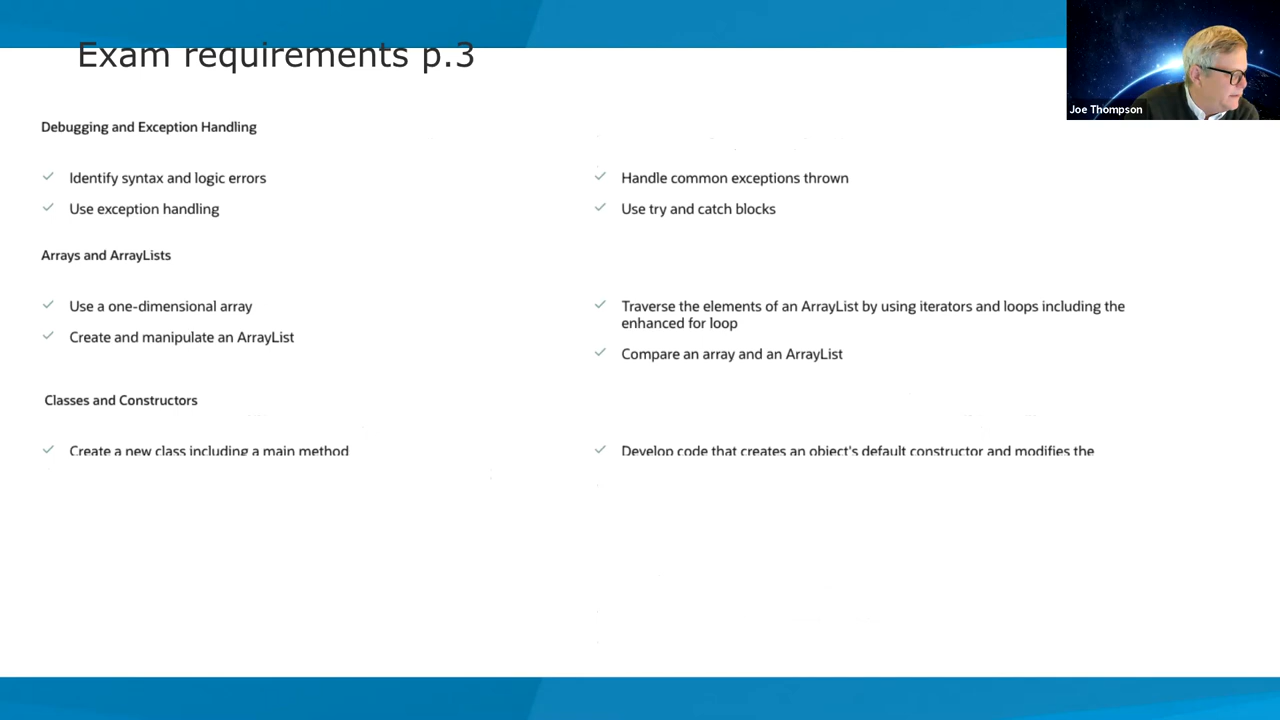 Exam requirements p.3
Joe Thompson
Debugging and Exception Handling
Identify syntax and logic errors
Use exception handling
Handle common exceptions thrown
Use try and catch blocks
Arrays and ArrayLists
Use a one-dimensional array
Create and manipulate an ArrayList
Traverse the elements of an ArrayList by using iterators and loops including the
enhanced for loop
Compare an array and an ArrayList
Classes and Constructors
Create a new class including a main method
Develop code that creates an object's default constructor and modifies the